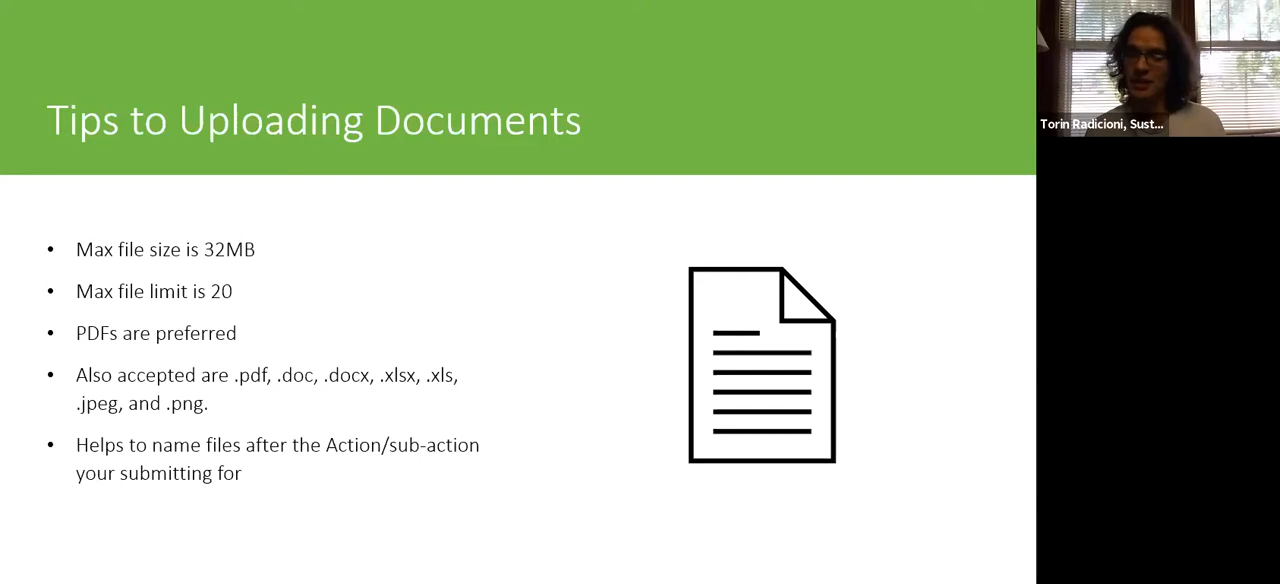 Tips to Uploading Documents
Torin Radicioni, Sust...
• Max file size is 32MB
• Max file limit is 20
• PDFs are preferred
• Also accepted are .pdf, .doc, .docx, .xlsx, .xls,
.jpeg, and .png.
• Helps to name files after the Action/sub-action
your submitting for